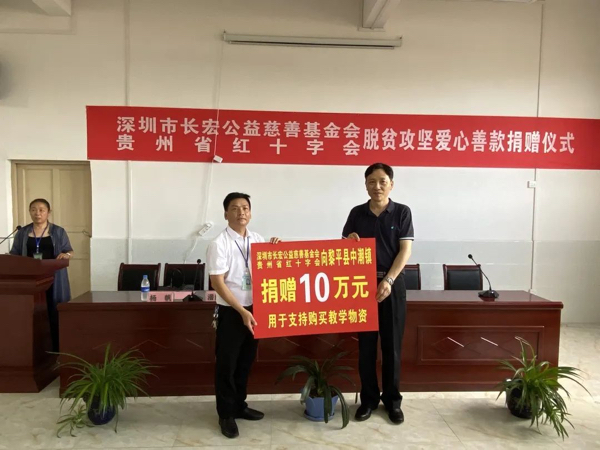 深圳市长宏公益慈善基金会
贵州省红十字会
脱贫攻坚爱心善款捐赠仪式
深圳市长宏公益慈善基金会
贵州省红十字会
向黎平县中潮镇
捐赠10万元
用于支持购买教学物资